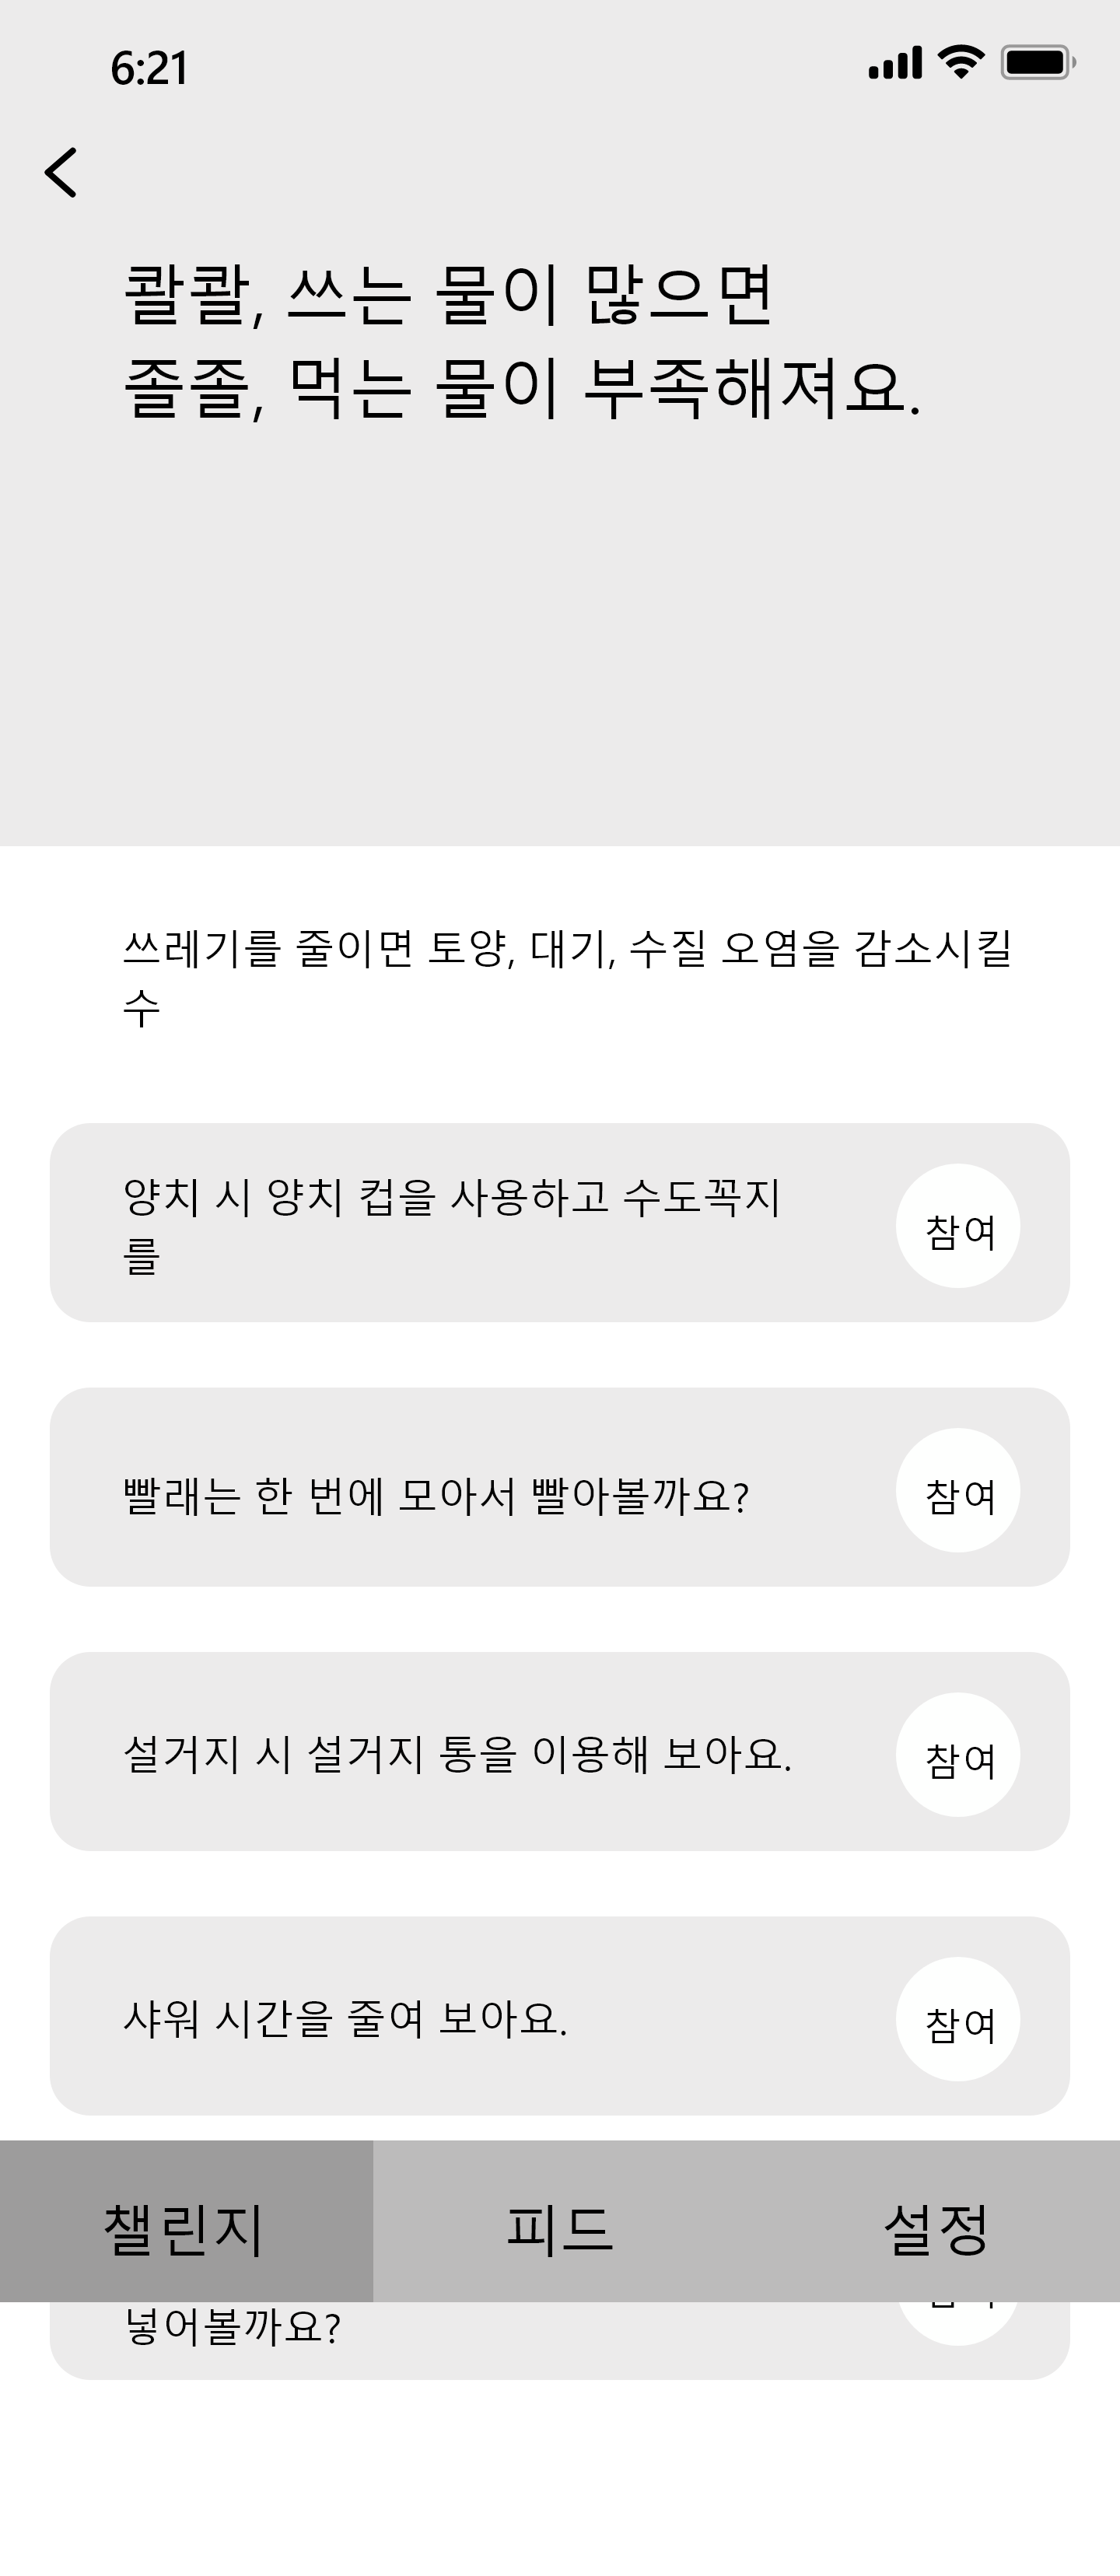 6:21
콸콸, 쓰는 물이 많으면
졸졸, 먹는 물이 부족해져요.
쓰레기를 줄이면 토양, 대기, 수질 오염을 감소시킬
수
양치 시 양치 컵을 사용하고 수도꼭지
를
참여
빨래는 한 번에 모아서 빨아볼까요?
참여
설거지 시 설거지 통을 이용해 보아요.
참여
샤워 시간을 줄여 보아요.
참여
챌린지 피드 설정
넣어볼까요?